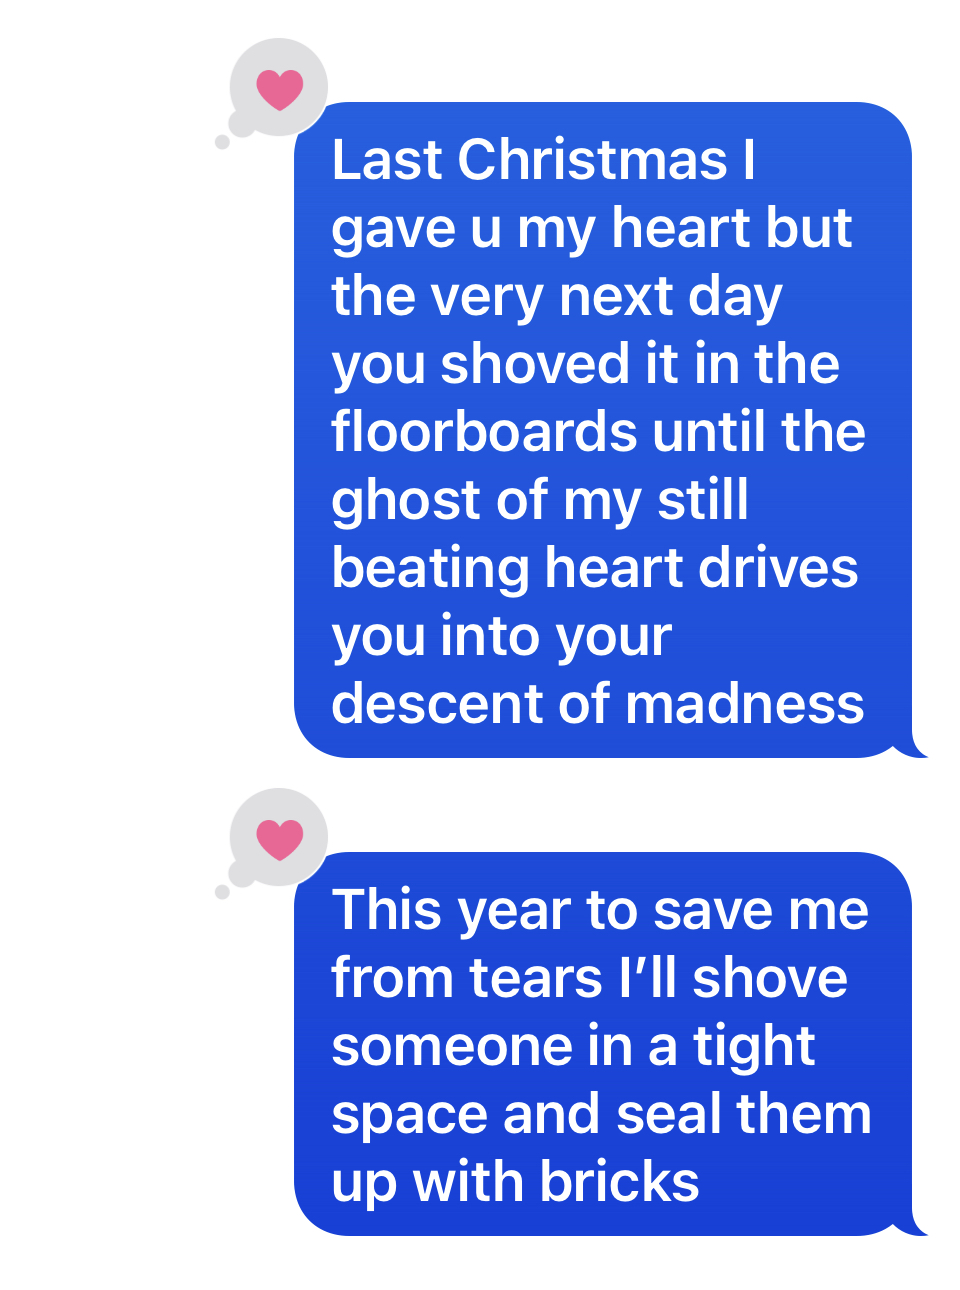 Last Christmas I
gave u my heart but
the very next day
you shoved it in the
floorboards until the
ghost of my still
beating heart drives
you into your
descent of madness
This year to save me
from tears I’ll shove
someone in a tight
space and seal them
up with bricks